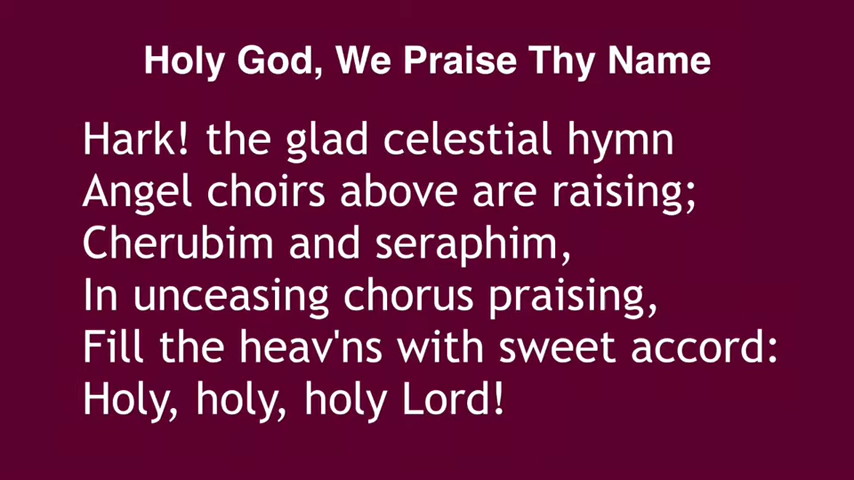 Holy God, We Praise Thy Name
Hark! the glad celestial hymn
Angel choirs above are raising;
Cherubim and seraphim,
In unceasing chorus praising,
Fill the heav'ns with sweet accord:
Holy, holy, holy Lord!